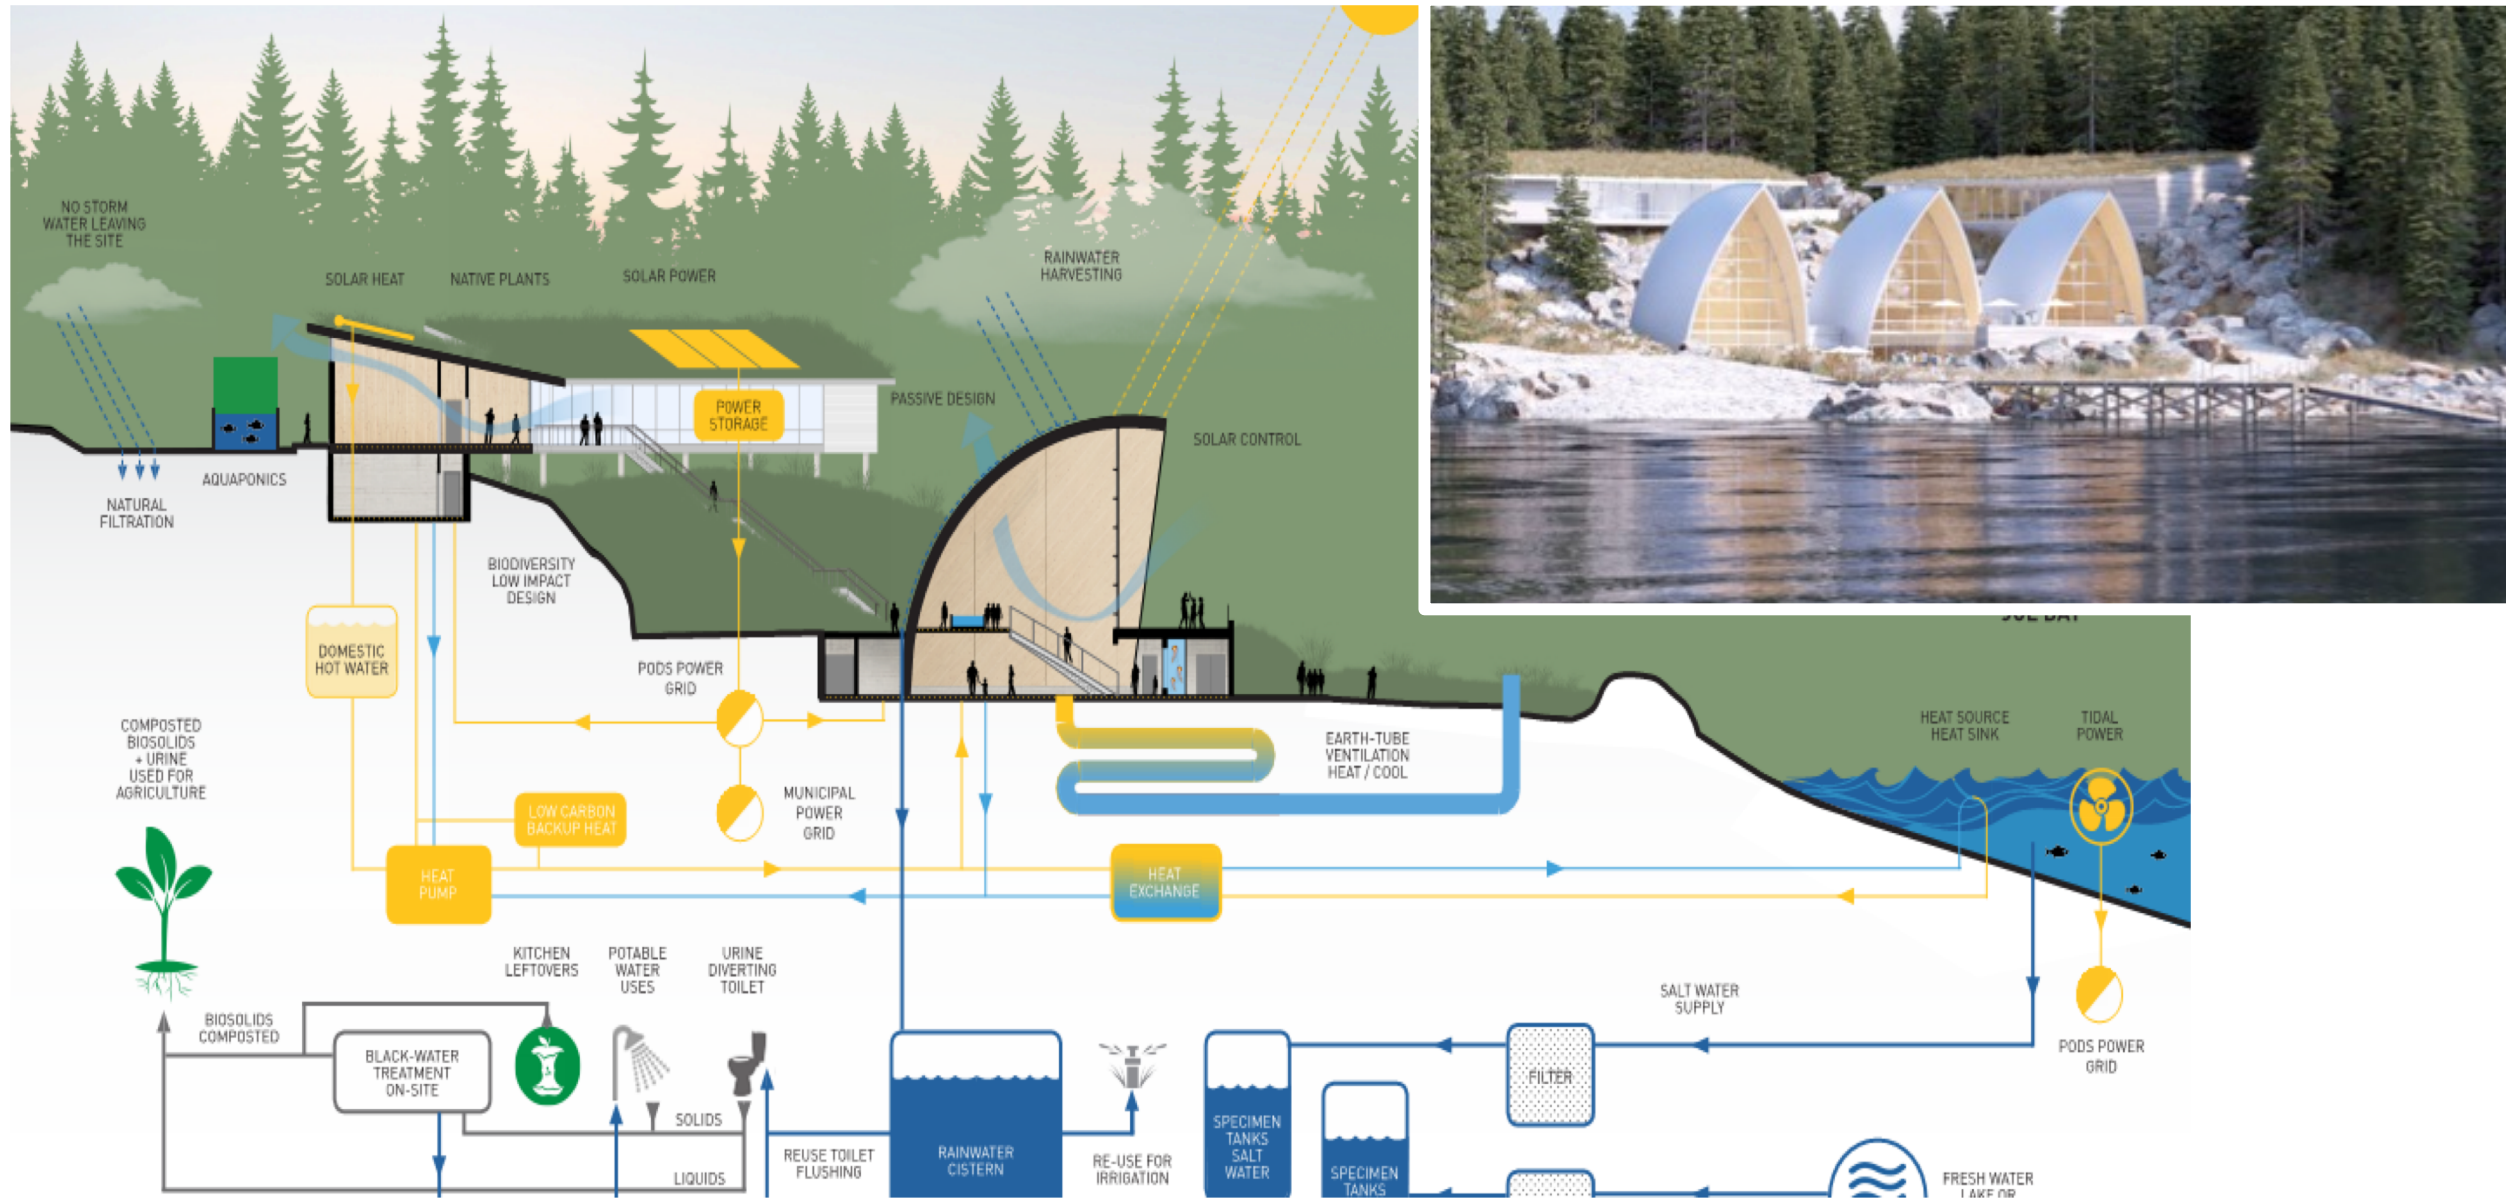 NO STORM
WATER LEAVING
THE SITE
SOLAR HEAT
NATIVE PLANTS
SOLAR POWER
RAINWATER
HARVESTING
POWER
STORAGE
PASSIVE DESIGN
SOLAR CONTROL
AQUAPONICS
NATURAL
FILTRATION
BIODIVERSITY
LOW IMPACT
DESIGN
DOMESTIC
HOT WATER
PODS POWER
GRID
COMPOSTED
BIOSOLIDS
+ URINE
USED FOR
AGRICULTURE
EARTH-TUBE
VENTILATION
HEAT / COOL
HEAT SOURCE
HEAT SINK
TIDAL
POWER
MUNICIPAL
POWER
GRID
LOW CARBON
BACKUP HEAT
HEAT
PUMP
HEAT
EXCHANGE
KITCHEN
LEFTOVERS
POTABLE
WATER
USES
URINE
DIVERTING
TOILET
SALT WATER
SUPPLY
BIOSOLIDS
COMPOSTED
BLACK-WATER
TREATMENT
ON-SITE
PODS POWER
GRID
FILTER
SOLIDS
SPECIMEN
TANKS
SALT
WATER
REUSE TOILET
FLUSHING
RAINWATER
CISTERN
RE-USE FOR
IRRIGATION
LIQUIDS
SPECIMEN
TANKS
FRESH WATER
LAKE OR